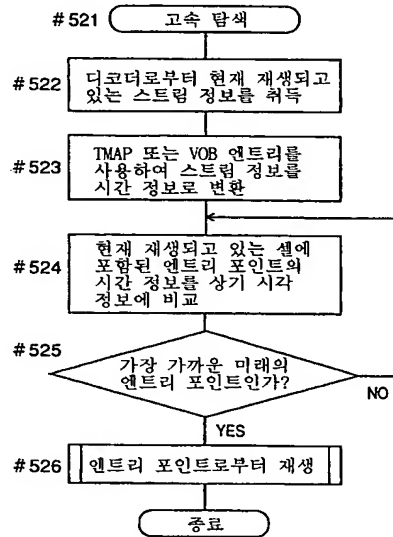 #521
고속 탐색
#522
디코더로부터 현재 재생되고
있는 스트림 정보를 취득
#523
TMAP 또는 VOB 엔트리를
사용하여 스트림 정보를
시간 정보로 변환
#524
현재 재생되고 있는 셀에
포함된 엔트리 포인트의
시간 정보를 상기 시각
정보에 비교
#525
가장 가까운 미래의
엔트리 포인트인가?
NO
YES
#526
엔트리 포인트로부터 재생
종료